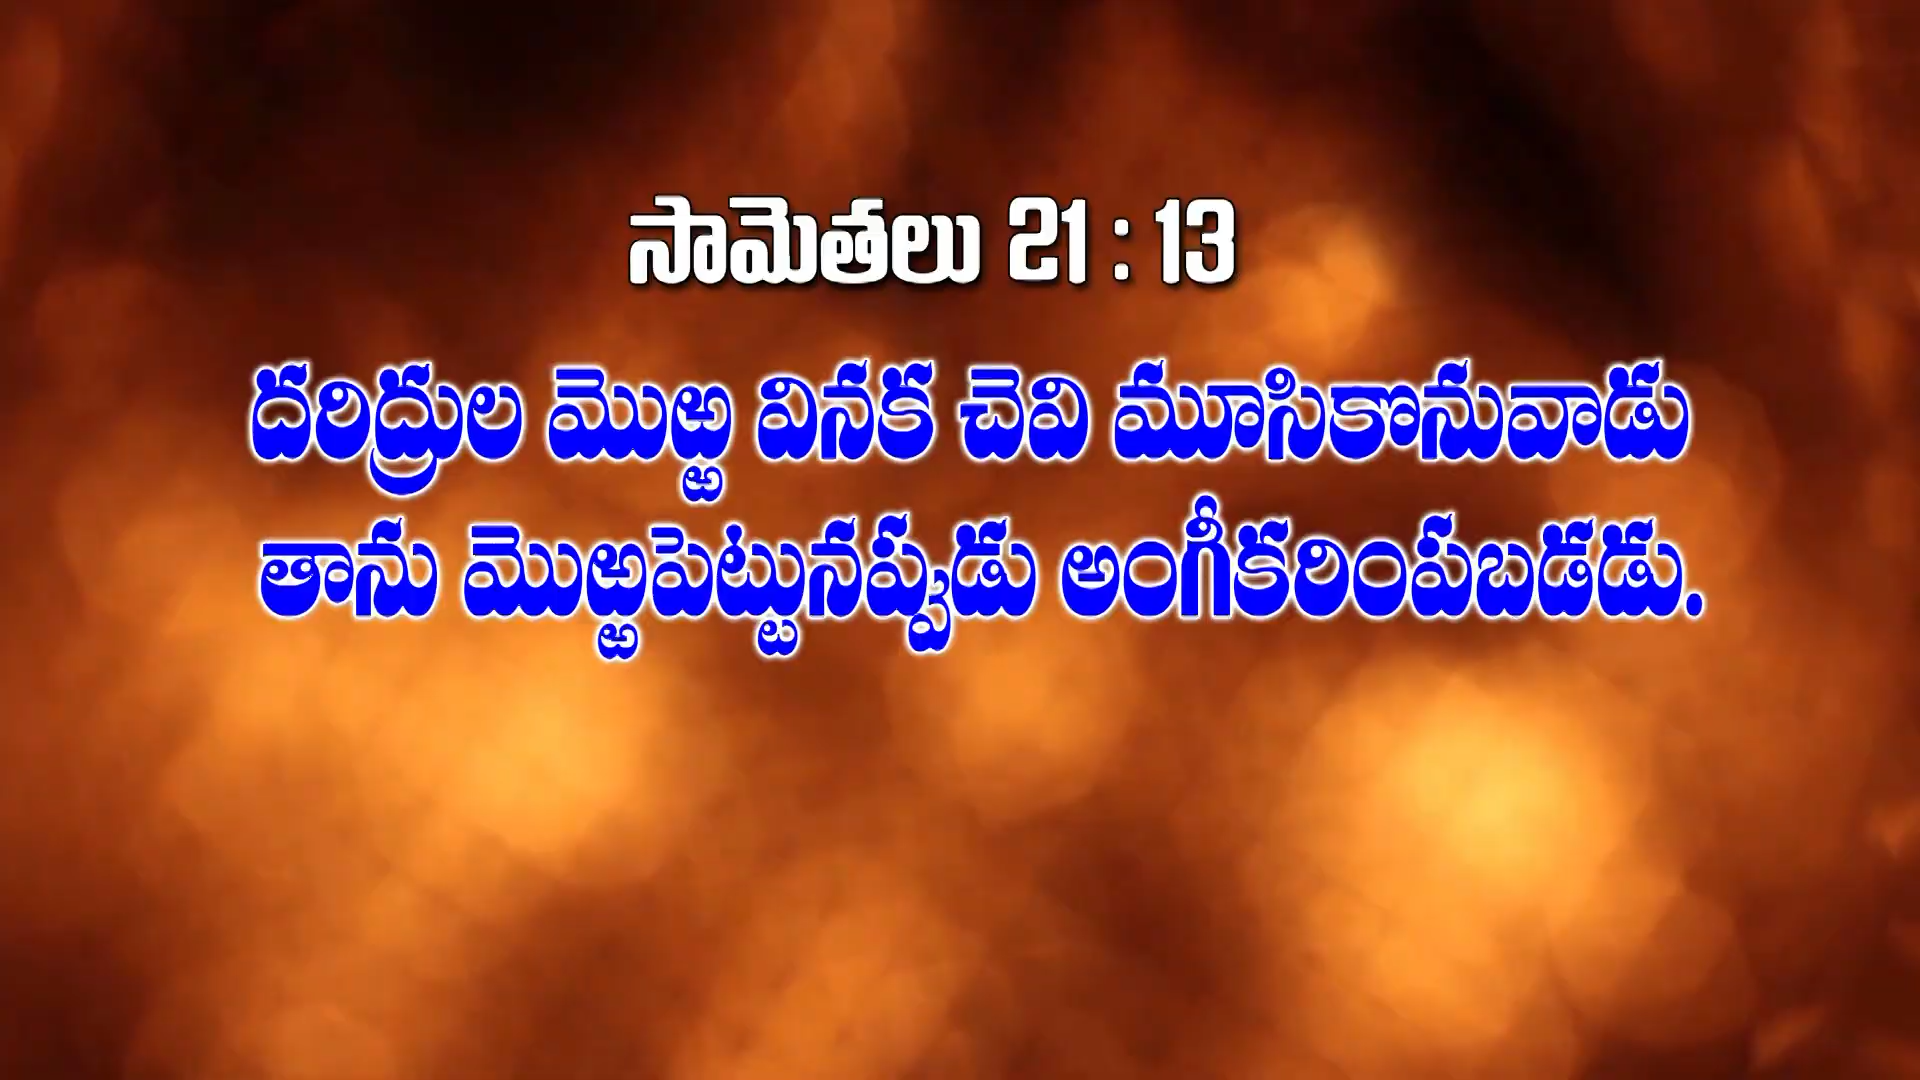 సామెతలు 21 : 13
దరిద్రుల మొఱ్ఱ వినక చెవి మూసికొనువాడు
తాను మొఱ్ఱపెట్టునప్పుడు అంగీకరింపబడడు.